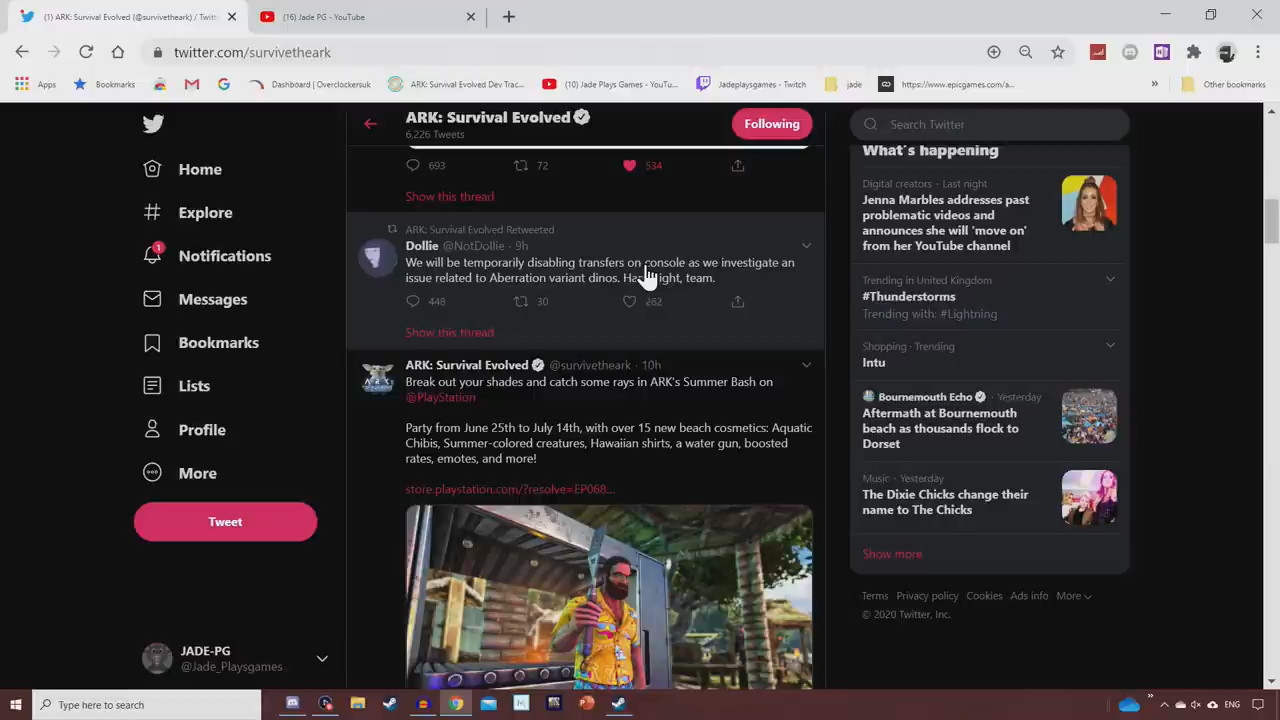 (1) ARK: Survival Evolved (@survivetheark) / Twitt
(16) Jade PG - YouTube
twitter.com/survivetheark
Apps
Bookmarks
Dashboard | Overclockersuk
ARK: Survival Evolved Dev Trac...
(10) Jade Plays Games - YouTu...
Jadeplaysgames - Twitch
jade
https://www.epicgames.com/a...
»
Other bookmarks
ARK: Survival Evolved
6,226 Tweets
Following
Search Twitter
Home
Explore
1
Notifications
Messages
Bookmarks
Lists
Profile
More
Tweet
JADE-PG
@Jade_Playsgames
693 72 534
Show this thread
ARK: Survival Evolved Retweeted
Dollie @NotDollie · 9h
We will be temporarily disabling transfers on console as we investigate an
issue related to Aberration variant dinos. team.
448 30 262
Show this thread
ARK: Survival Evolved @survivetheark · 10h
Break out your shades and catch some rays in ARK's Summer Bash on
@PlayStation
Party from June 25th to July 14th, with over 15 new beach cosmetics: Aquatic
Chibis, Summer-colored creatures, Hawaiian shirts, a water gun, boosted
rates, emotes, and more!
store.playstation.com/?resolve=EP068...
What's happening
Digital creators · Last night
Jenna Marbles addresses past
problematic videos and
announces she will 'move on'
from her YouTube channel
Trending in United Kingdom
#Thunderstorms
Trending with: #Lightning
Shopping · Trending
Intu
Bournemouth Echo · Yesterday
Aftermath at Bournemouth
beach as thousands flock to
Dorset
Music · Yesterday
The Dixie Chicks change their
name to The Chicks
Show more
Terms Privacy policy Cookies Ads info More
© 2020 Twitter, Inc.
Type here to search
ENG